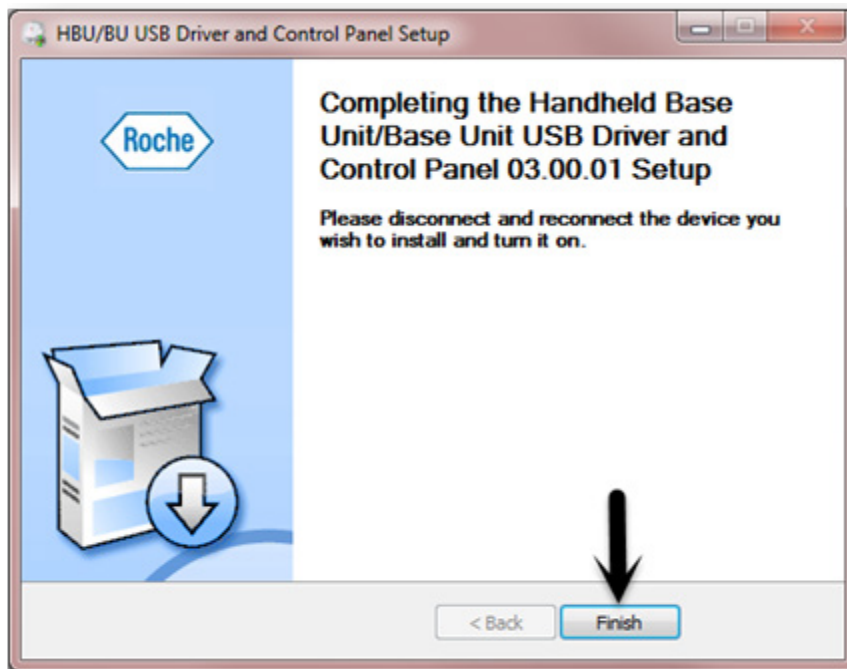 HBU/BU USB Driver and Control Panel Setup
Roche
Completing the Handheld Base
Unit/Base Unit USB Driver and
Control Panel 03.00.01 Setup
Please disconnect and reconnect the device you
wish to install and turn it on.
< Back
Finish